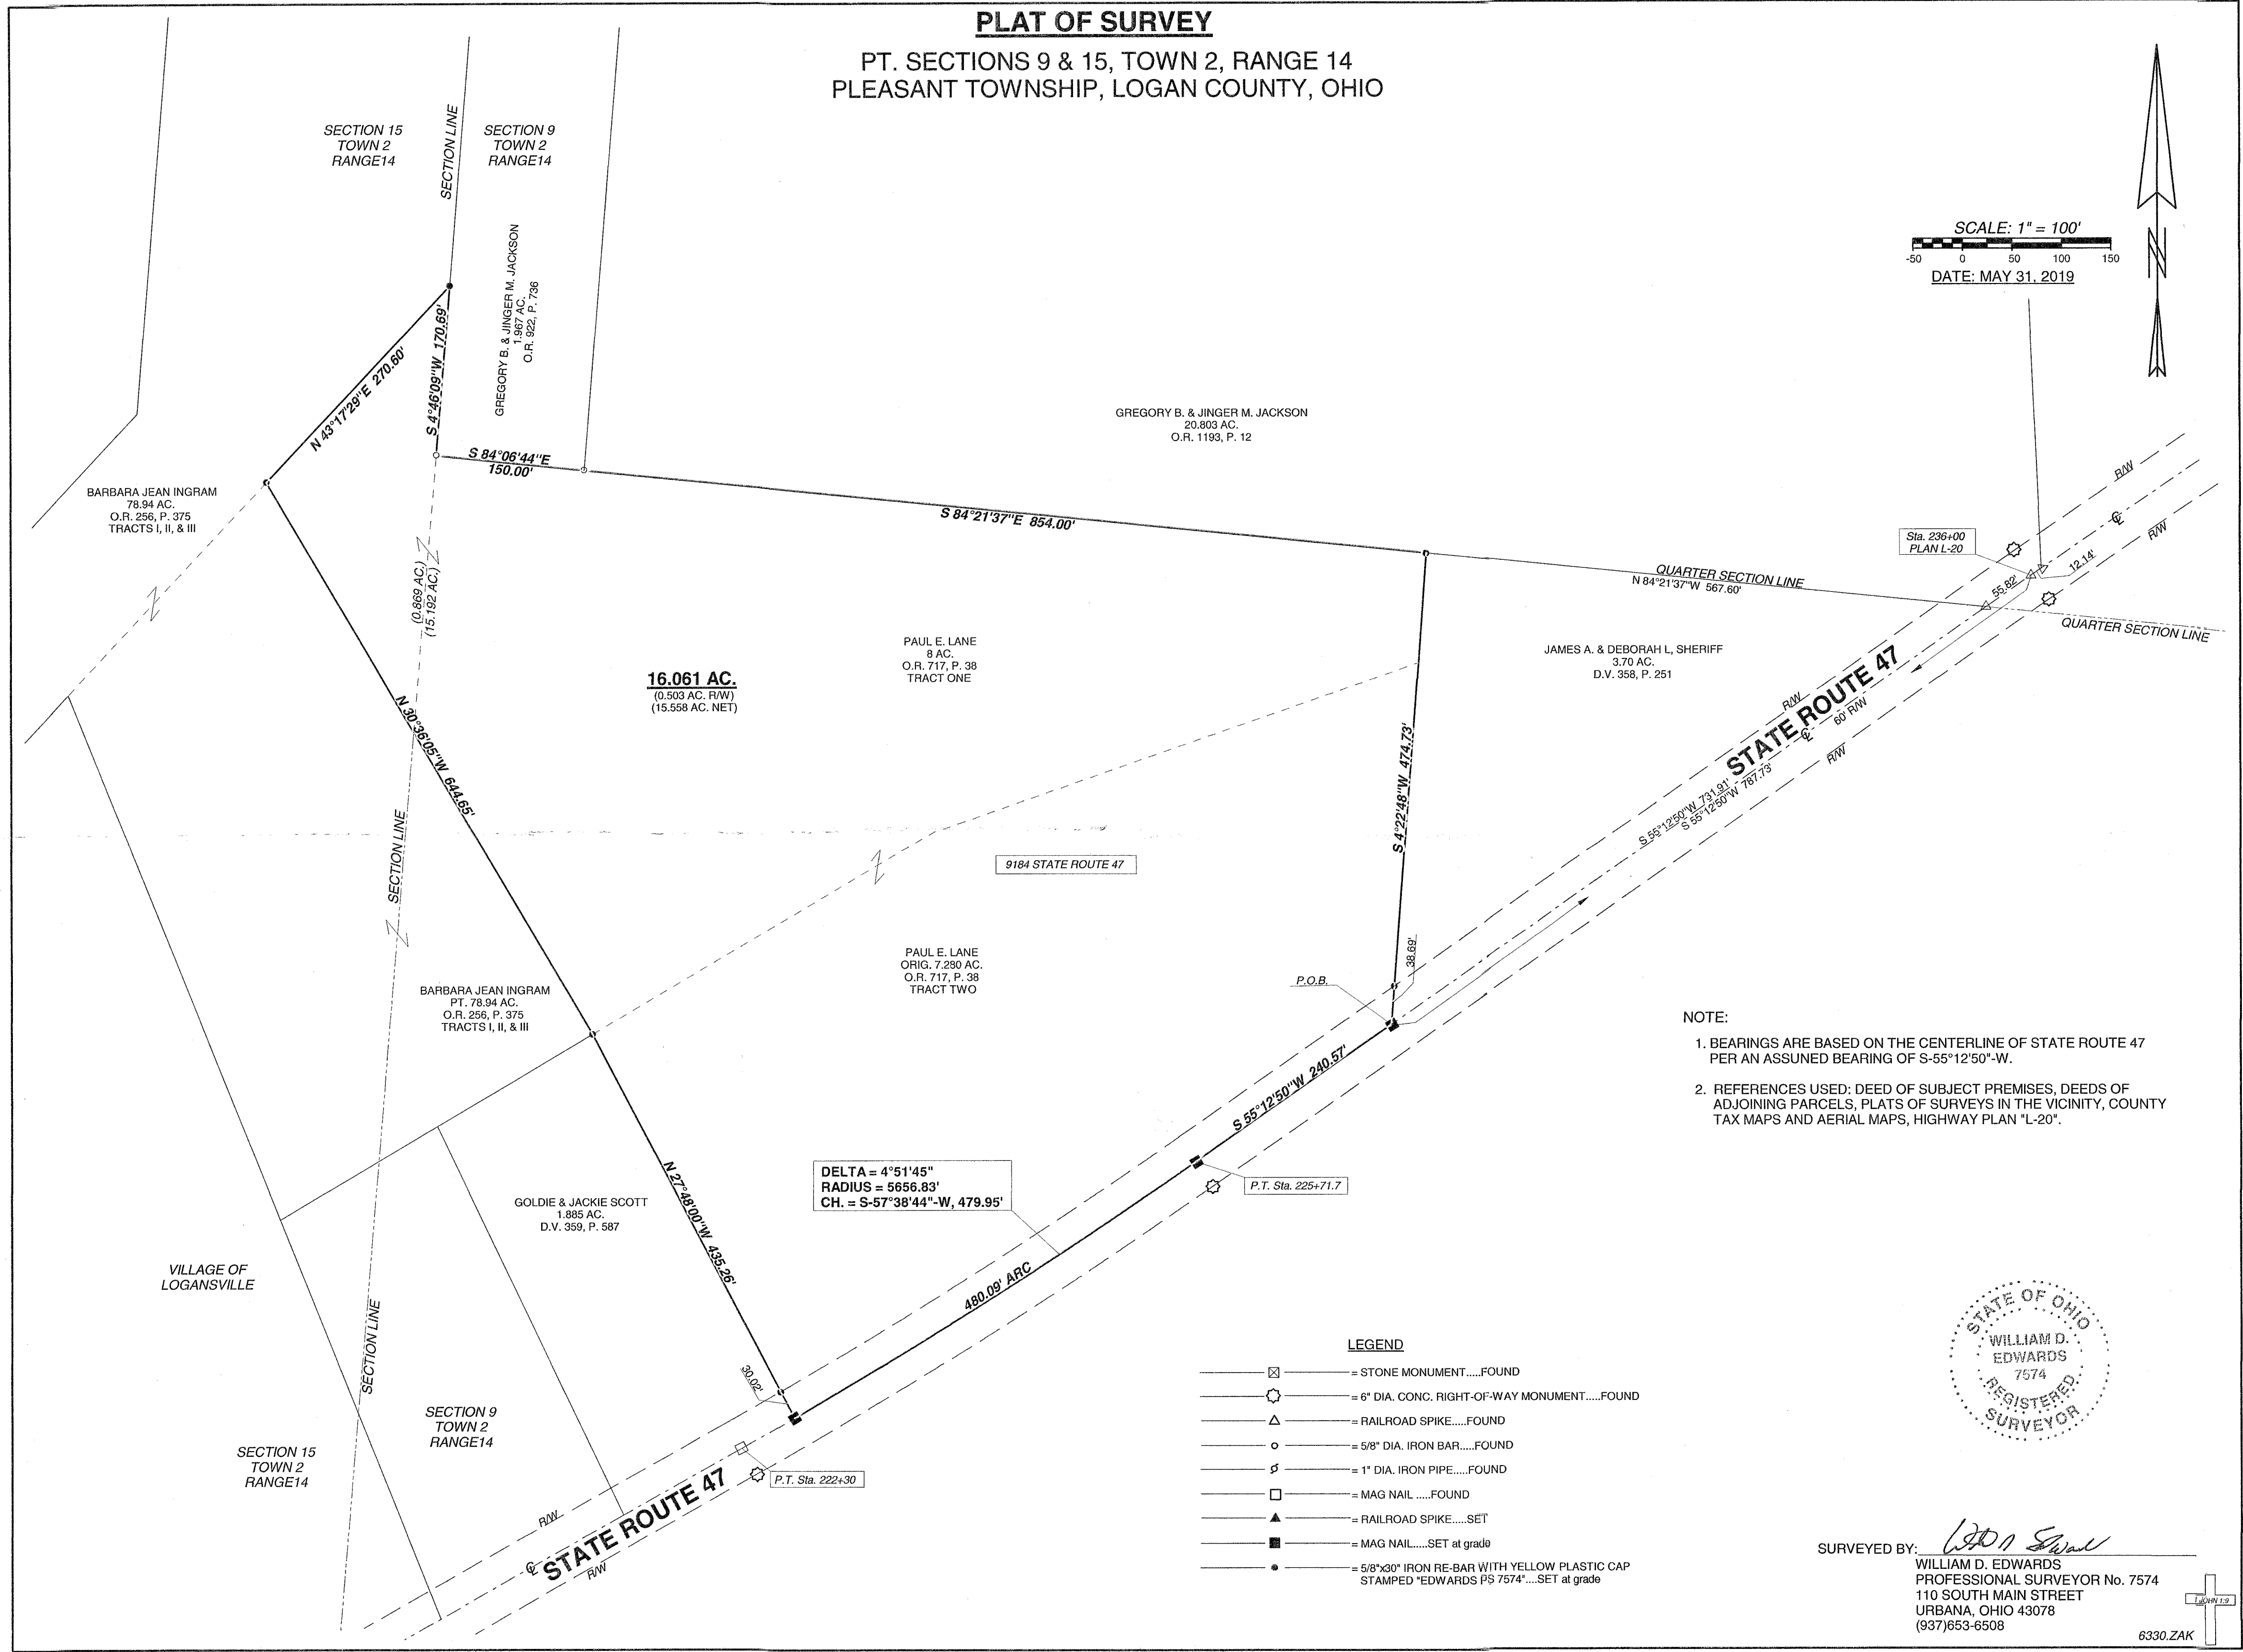 PLAT OF SURVEY
PT. SECTIONS 9 & 15, TOWN 2, RANGE 14
PLEASANT TOWNSHIP, LOGAN COUNTY, OHIO
SECTION 15
TOWN 2
RANGE14
SECTION LINE
SECTION 9
TOWN 2
RANGE14
SCALE: 1" = 100'
-50 0 50 100 150
DATE: MAY 31, 2019
N
GREGORY B. & JINGER M. JACKSON
1.967 AC.
O.R. 922, P. 736
N 43°17'29"E 270.60'
S 4°46'09"W 170.69'
S 84°06'44"E
150.00'
GREGORY B. & JINGER M. JACKSON
20.803 AC.
O.R. 1193, P. 12
BARBARA JEAN INGRAM
78.94 AC.
O.R. 256, P. 375
TRACTS I, II, & III
S 84°21'37"E 854.00'
(0.869 AC.)
(15.192 AC.)
QUARTER SECTION LINE
N 84°21'37"W 567.60'
Sta. 236+00
PLAN L-20
R/W
R/W
55.82'
12.14'
QUARTER SECTION LINE
PAUL E. LANE
8 AC.
O.R. 717, P. 38
TRACT ONE
16.061 AC.
(0.503 AC. R/W)
(15.558 AC. NET)
JAMES A. & DEBORAH L, SHERIFF
3.70 AC.
D.V. 358, P. 251
N 30°36'05"W 644.65'
S 4°22'48"W 474.73'
R/W
STATE ROUTE 47
60' R/W
R/W
S 55°12'50"W 731.91'
S 55°12'50"W 787.73'
SECTION LINE
9184 STATE ROUTE 47
PAUL E. LANE
ORIG. 7.280 AC.
O.R. 717, P. 38
TRACT TWO
38.69'
P.O.B.
BARBARA JEAN INGRAM
PT. 78.94 AC.
O.R. 256, P. 375
TRACTS I, II, & III
NOTE:
1. BEARINGS ARE BASED ON THE CENTERLINE OF STATE ROUTE 47
PER AN ASSUNED BEARING OF S-55°12'50"-W.
2. REFERENCES USED: DEED OF SUBJECT PREMISES, DEEDS OF
ADJOINING PARCELS, PLATS OF SURVEYS IN THE VICINITY, COUNTY
TAX MAPS AND AERIAL MAPS, HIGHWAY PLAN "L-20".
S 55°12'50"W 240.57'
DELTA = 4°51'45"
RADIUS = 5656.83'
CH. = S-57°38'44"-W, 479.95'
P.T. Sta. 225+71.7
N 27°48'00"W 435.26'
GOLDIE & JACKIE SCOTT
1.885 AC.
D.V. 359, P. 587
VILLAGE OF
LOGANSVILLE
480.09' ARC
SECTION LINE
30.02'
SECTION 9
TOWN 2
RANGE14
SECTION 15
TOWN 2
RANGE14
P.T. Sta. 222+30
R/W
STATE ROUTE 47
R/W
LEGEND
= STONE MONUMENT.....FOUND
= 6" DIA. CONC. RIGHT-OF-WAY MONUMENT.....FOUND
= RAILROAD SPIKE.....FOUND
= 5/8" DIA. IRON BAR.....FOUND
= 1" DIA. IRON PIPE.....FOUND
= MAG NAIL .....FOUND
= RAILROAD SPIKE.....SET
= MAG NAIL.....SET at grade
= 5/8"x30" IRON RE-BAR WITH YELLOW PLASTIC CAP
STAMPED "EDWARDS PS 7574"....SET at grade
STATE OF OHIO
WILLIAM D.
EDWARDS
7574
REGISTERED
SURVEYOR
SURVEYED BY:
WILLIAM D. EDWARDS
PROFESSIONAL SURVEYOR No. 7574
110 SOUTH MAIN STREET
URBANA, OHIO 43078
(937)653-6508
I JOHN 1:9
6330.ZAK